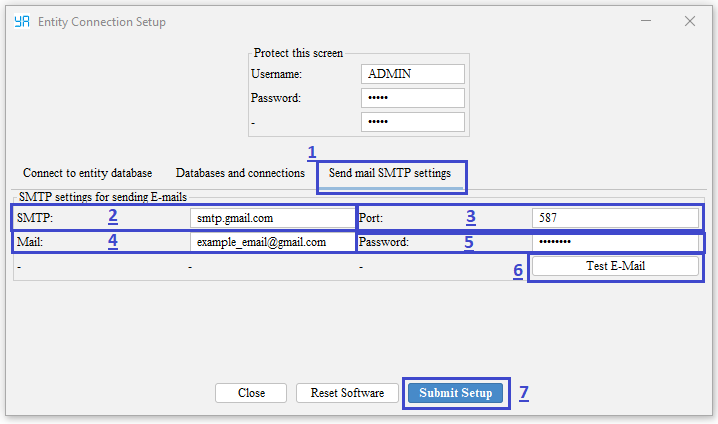 YA Entity Connection Setup
Protect this screen
Username: ADMIN
Password: •••••
- •••••
1
Connect to entity database Databases and connections Send mail SMTP settings
SMTP settings for sending E-mails
SMTP: 2 smtp.gmail.com Port: 3 587
Mail: 4 example_email@gmail.com Password: 5 ••••••••
- - - 6 Test E-Mail
Close Reset Software Submit Setup 7